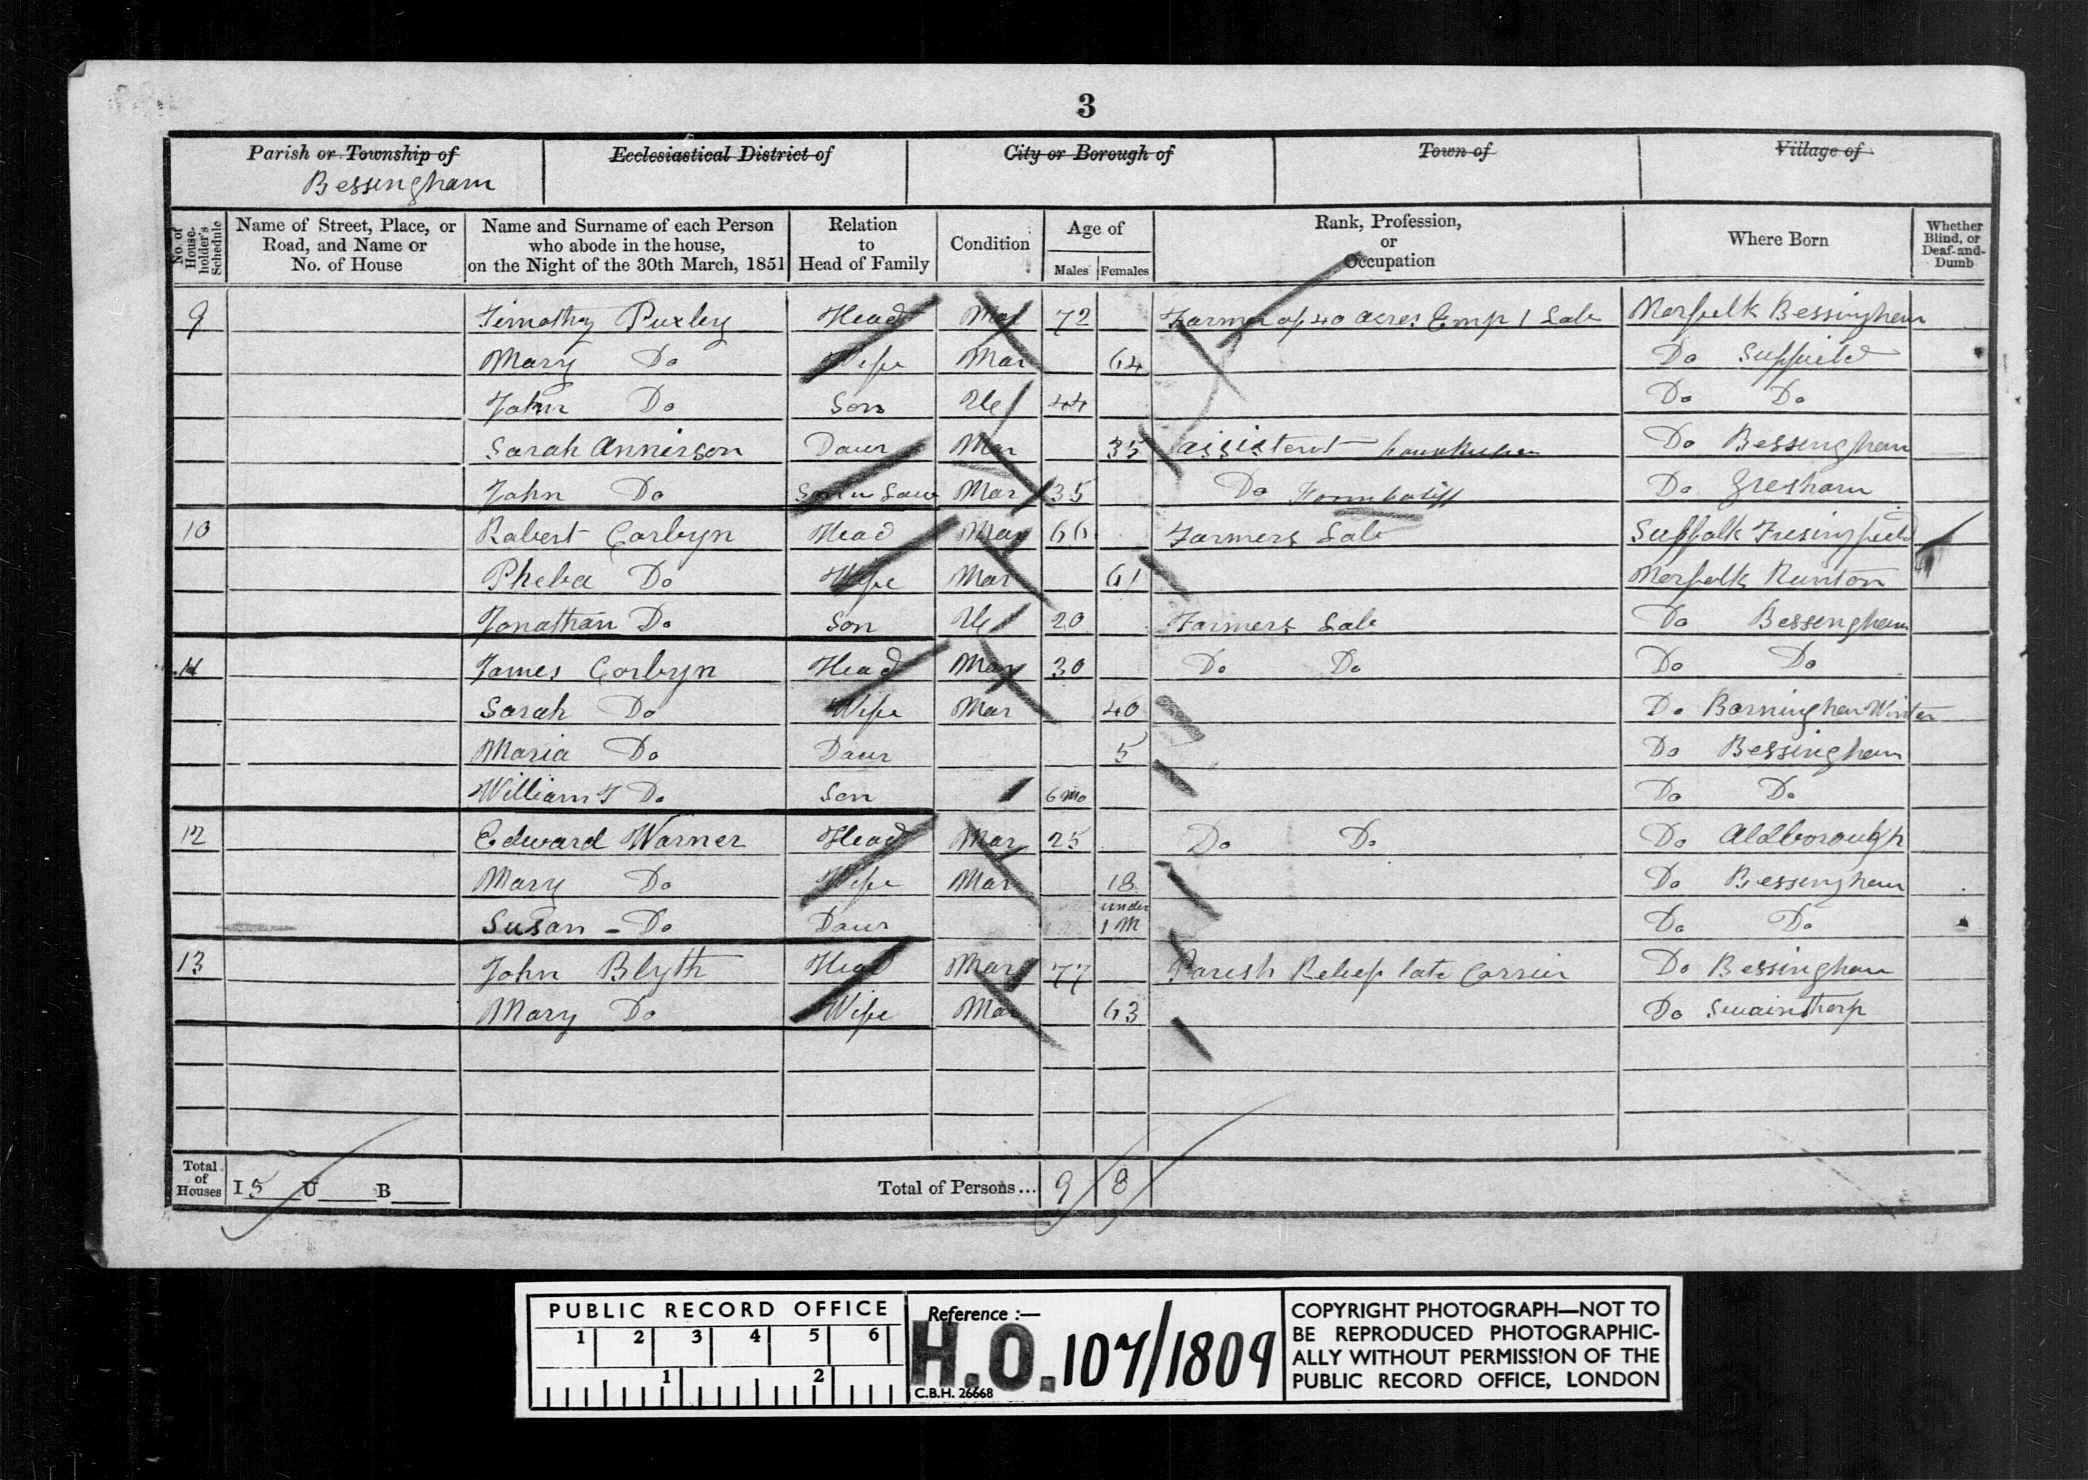 3
Parish or Township of Ecclesiastical District of City or Borough of Town of Village of
Bessingham
No. of House-holder's Schedule Name of Street, Place, or Road, and Name or No. of House Name and Surname of each Person who abode in the house, on the Night of the 30th March, 1851 Relation to Head of Family Condition Age of Males Females Rank, Profession, or Occupation Where Born Whether Blind, or Deaf-and-Dumb
9 Timothy Puxley Head Mar 72 Farmer of 40 acres Emp 1 Lab Norfolk Bessingham
Mary Do Wife Mar 64 Do Suffield
John Do Son U 44 Do Do
Sarah Annison Daur Mar 35 assistent housekeeper Do Bessingham
John Do Son in Law Mar 35 Do Farmbailiff Do Gresham
10 Robert Corbyn Head Mar 66 Farmers Lab Suffolk Fresingfield
Pheba Do Wife Mar 61 Norfolk Runton
Jonathan Do Son U 20 Farmers Lab Do Bessingham
11 James Corbyn Head Mar 30 Do Do Do Do
Sarah Do Wife Mar 40 Do Barningham Winter
Maria Do Daur 5 Do Bessingham
William Do Son 6 Mo Do Do
12 Edward Warner Head Mar 25 Do Do Do Aldborough
Mary Do Wife Mar 18 Do Bessingham
Susan - Do Daur under 1 M Do Do
13 John Blyth Head Mar 77 Parish Relief late Carrier Do Bessingham
Mary Do Wife Mar 63 Do Swainsthorp
Total of Houses I 5 U B Total of Persons... 9 8
PUBLIC RECORD OFFICE
1 2 3 4 5 6
1 2
Reference :—
H.O. 107/1809
C.B.H. 26668
COPYRIGHT PHOTOGRAPH—NOT TO
BE REPRODUCED PHOTOGRAPHIC-
ALLY WITHOUT PERMISSION OF THE
PUBLIC RECORD OFFICE, LONDON